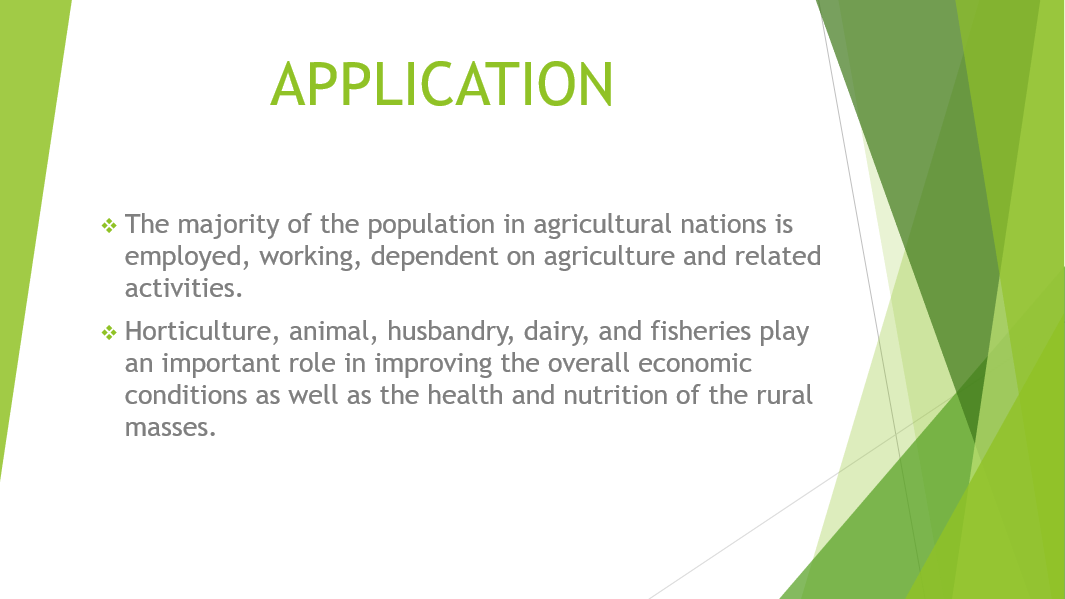 APPLICATION
The majority of the population in agricultural nations is
employed, working, dependent on agriculture and related
activities.
Horticulture, animal, husbandry, dairy, and fisheries play
an important role in improving the overall economic
conditions as well as the health and nutrition of the rural
masses.